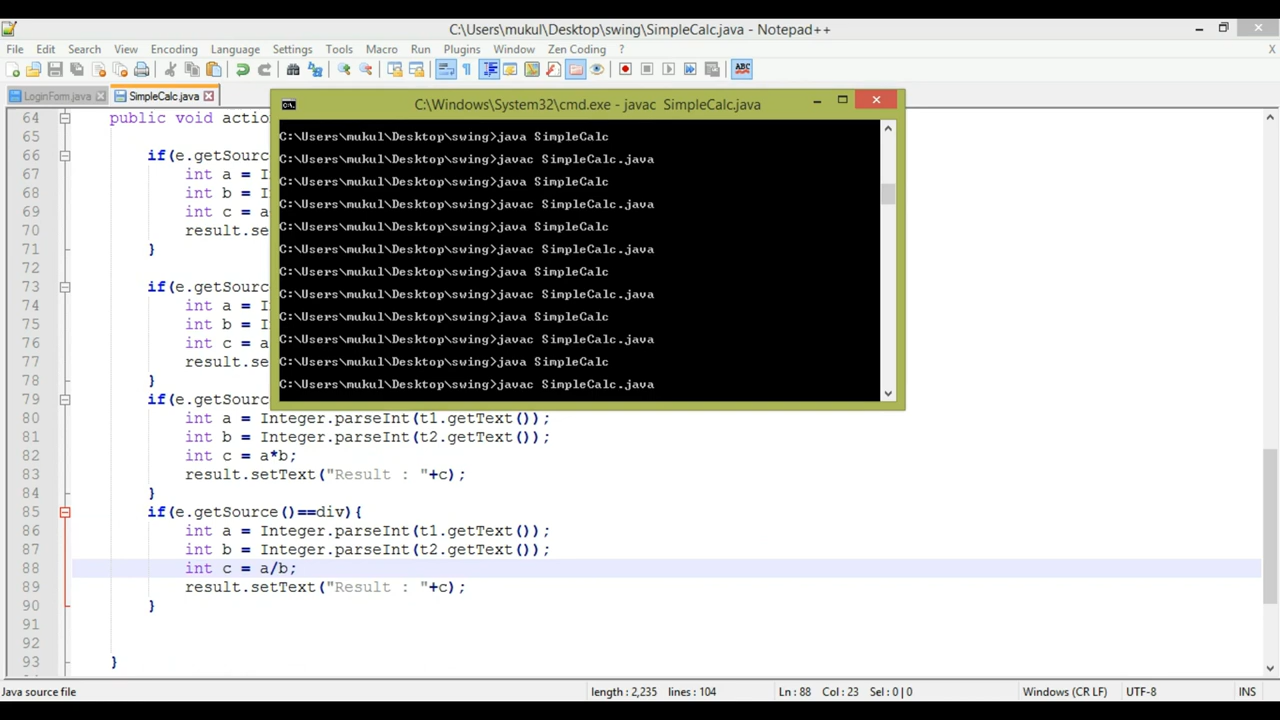 C:\Users\mukul\Desktop\swing\SimpleCalc.java - Notepad++
File Edit Search View Encoding Language Settings Tools Macro Run Plugins Window Zen Coding ? X
ABC
LoginForm.java SimpleCalc.java
C:\Windows\System32\cmd.exe - javac SimpleCalc.java
C:\Users\mukul\Desktop\swing>java SimpleCalc
C:\Users\mukul\Desktop\swing>javac SimpleCalc.java
C:\Users\mukul\Desktop\swing>java SimpleCalc
C:\Users\mukul\Desktop\swing>javac SimpleCalc.java
C:\Users\mukul\Desktop\swing>java SimpleCalc
C:\Users\mukul\Desktop\swing>javac SimpleCalc.java
C:\Users\mukul\Desktop\swing>java SimpleCalc
C:\Users\mukul\Desktop\swing>javac SimpleCalc.java
C:\Users\mukul\Desktop\swing>java SimpleCalc
C:\Users\mukul\Desktop\swing>javac SimpleCalc.java
C:\Users\mukul\Desktop\swing>java SimpleCalc
C:\Users\mukul\Desktop\swing>javac SimpleCalc.java
64 public void actio
65
66 if(e.getSourc
67 int a = I
68 int b = I
69 int c = a
70 result.se
71 }
72
73 if(e.getSourc
74 int a = I
75 int b = I
76 int c = a
77 result.se
78 }
79 if(e.getSourc
80 int a = Integer.parseInt(t1.getText());
81 int b = Integer.parseInt(t2.getText());
82 int c = a*b;
83 result.setText("Result : "+c);
84 }
85 if(e.getSource()==div){
86 int a = Integer.parseInt(t1.getText());
87 int b = Integer.parseInt(t2.getText());
88 int c = a/b;
89 result.setText("Result : "+c);
90 }
91
92
93 }
Java source file length : 2,235 lines : 104 Ln : 88 Col : 23 Sel : 0 | 0 Windows (CR LF) UTF-8 INS